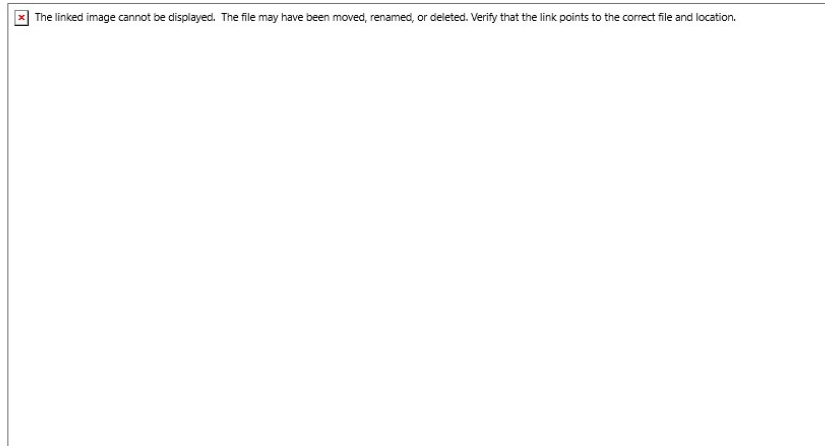 The linked image cannot be displayed.  The file may have been moved, renamed, or deleted. Verify that the link points to the correct file and location.